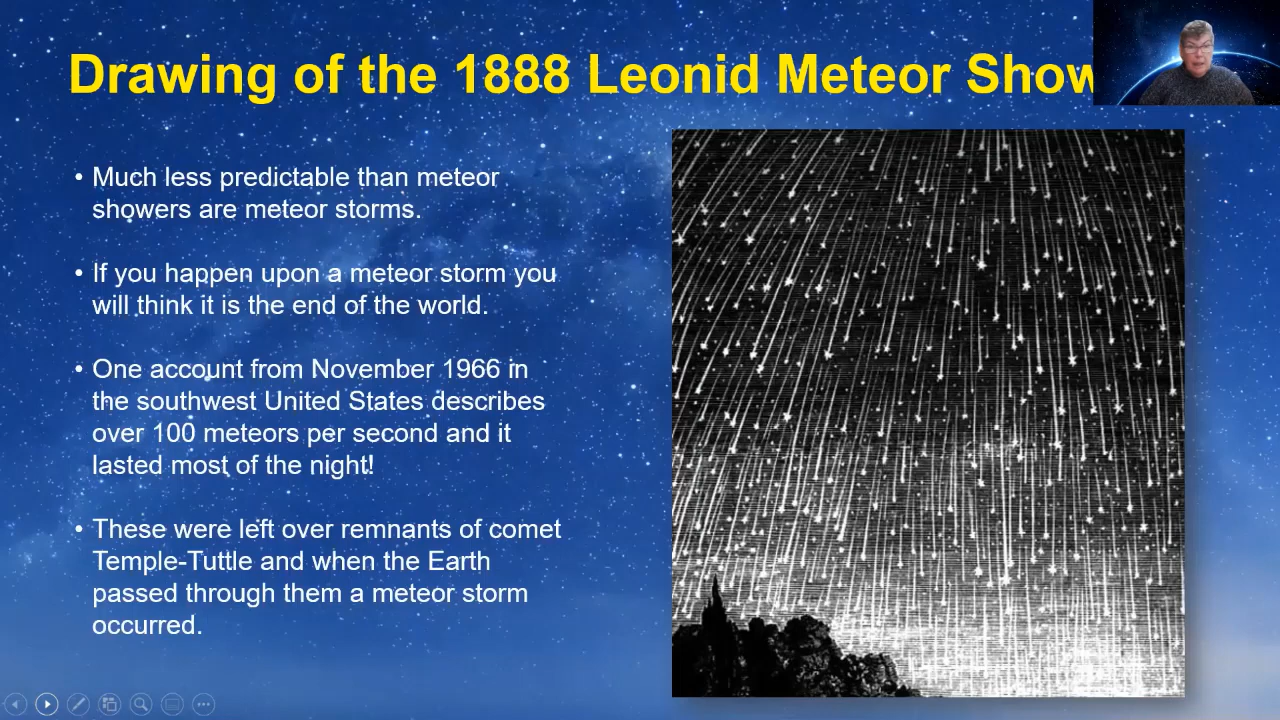 Drawing of the 1888 Leonid Meteor Show
• Much less predictable than meteor
showers are meteor storms.
• If you happen upon a meteor storm you
will think it is the end of the world.
• One account from November 1966 in
the southwest United States describes
over 100 meteors per second and it
lasted most of the night!
• These were left over remnants of comet
Temple-Tuttle and when the Earth
passed through them a meteor storm
occurred.